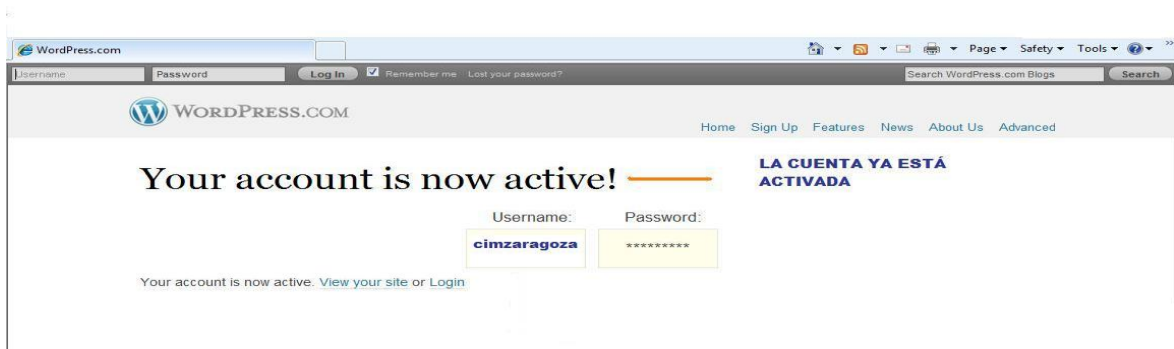 WordPress.com
Page Safety Tools
Username Password Log In Remember me Lost your password? Search WordPress.com Blogs Search
WORDPRESS.COM
Home Sign Up Features News About Us Advanced
Your account is now active!
LA CUENTA YA ESTÁ
ACTIVADA
Username: Password:
cimzaragoza *********
Your account is now active. View your site or Login